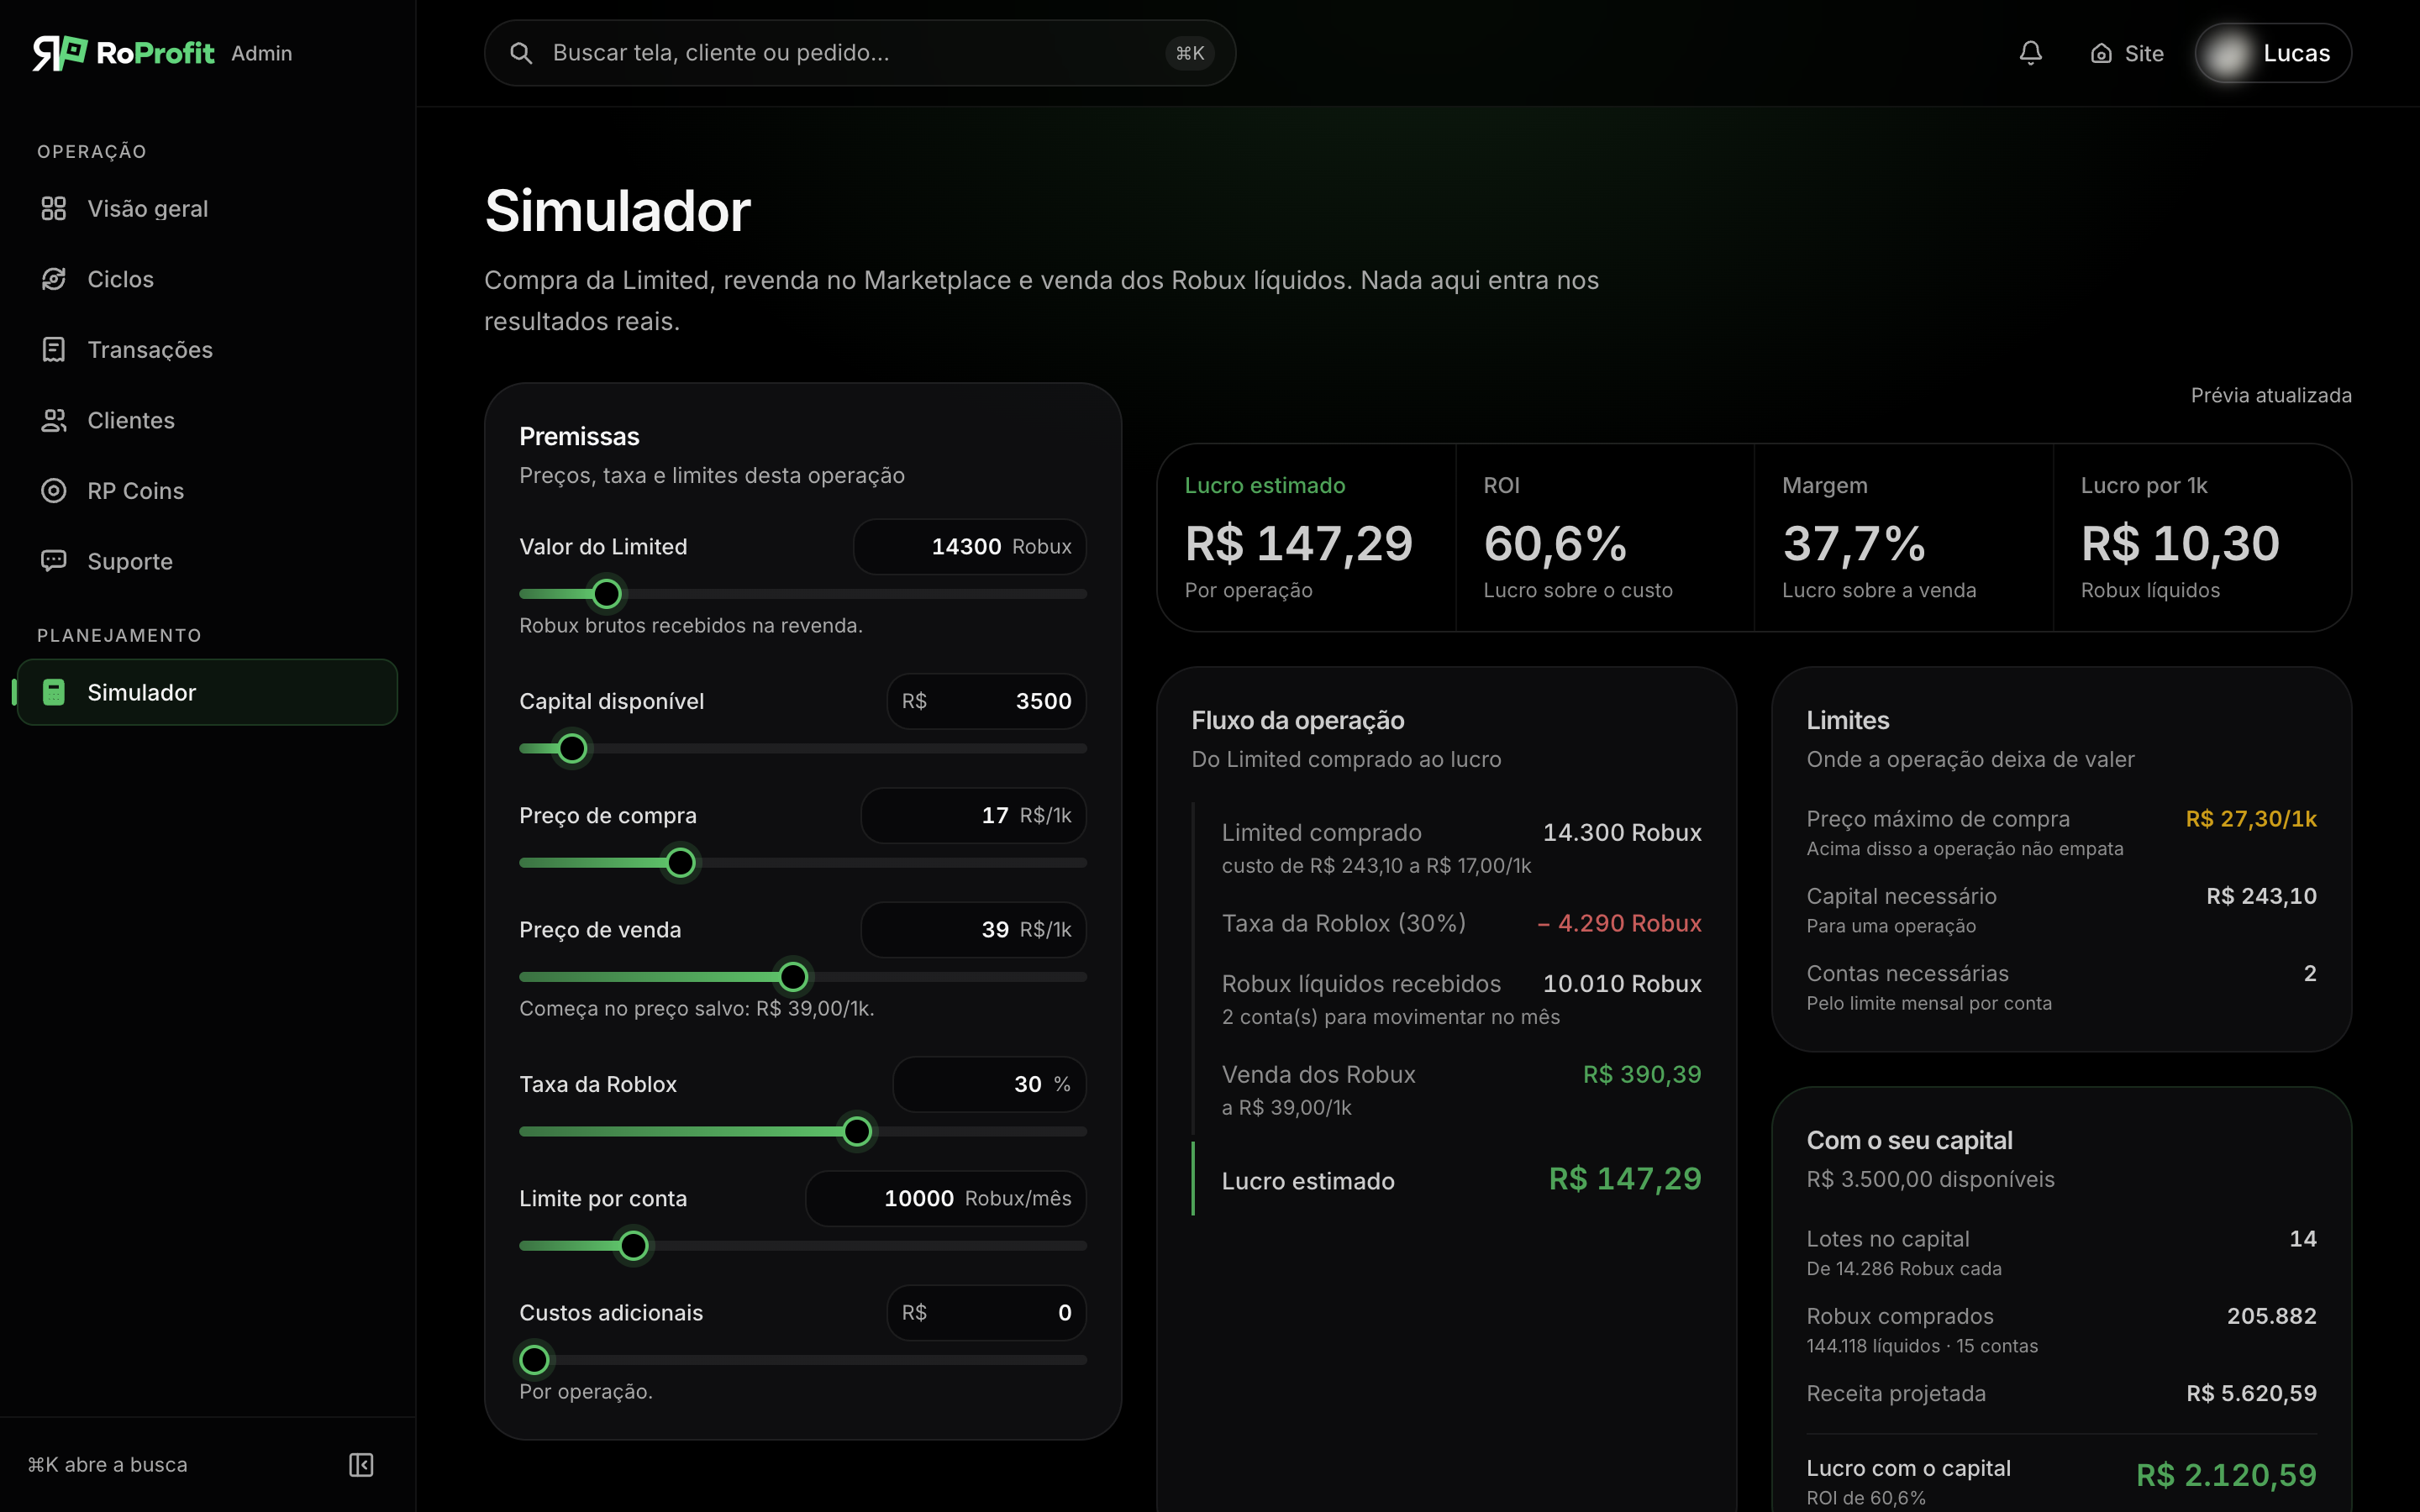 RoProfit Admin
Buscar tela, cliente ou pedido...
⌘K
Site
Lucas
OPERAÇÃO
Visão geral
Ciclos
Transações
Clientes
RP Coins
Suporte
PLANEJAMENTO
Simulador
⌘K abre a busca
Simulador
Compra da Limited, revenda no Marketplace e venda dos Robux líquidos. Nada aqui entra nos
resultados reais.
Premissas
Preços, taxa e limites desta operação
Valor do Limited 14300 Robux
Robux brutos recebidos na revenda.
Capital disponível R$ 3500
Preço de compra 17 R$/1k
Preço de venda 39 R$/1k
Começa no preço salvo: R$ 39,00/1k.
Taxa da Roblox 30 %
Limite por conta 10000 Robux/mês
Custos adicionais R$ 0
Por operação.
Prévia atualizada
Lucro estimado
R$ 147,29
Por operação
ROI
60,6%
Lucro sobre o custo
Margem
37,7%
Lucro sobre a venda
Lucro por 1k
R$ 10,30
Robux líquidos
Fluxo da operação
Do Limited comprado ao lucro
Limited comprado 14.300 Robux
custo de R$ 243,10 a R$ 17,00/1k
Taxa da Roblox (30%) − 4.290 Robux
Robux líquidos recebidos 10.010 Robux
2 conta(s) para movimentar no mês
Venda dos Robux R$ 390,39
a R$ 39,00/1k
Lucro estimado R$ 147,29
Limites
Onde a operação deixa de valer
Preço máximo de compra R$ 27,30/1k
Acima disso a operação não empata
Capital necessário R$ 243,10
Para uma operação
Contas necessárias 2
Pelo limite mensal por conta
Com o seu capital
R$ 3.500,00 disponíveis
Lotes no capital 14
De 14.286 Robux cada
Robux comprados 205.882
144.118 líquidos · 15 contas
Receita projetada R$ 5.620,59
Lucro com o capital R$ 2.120,59
ROI de 60,6%